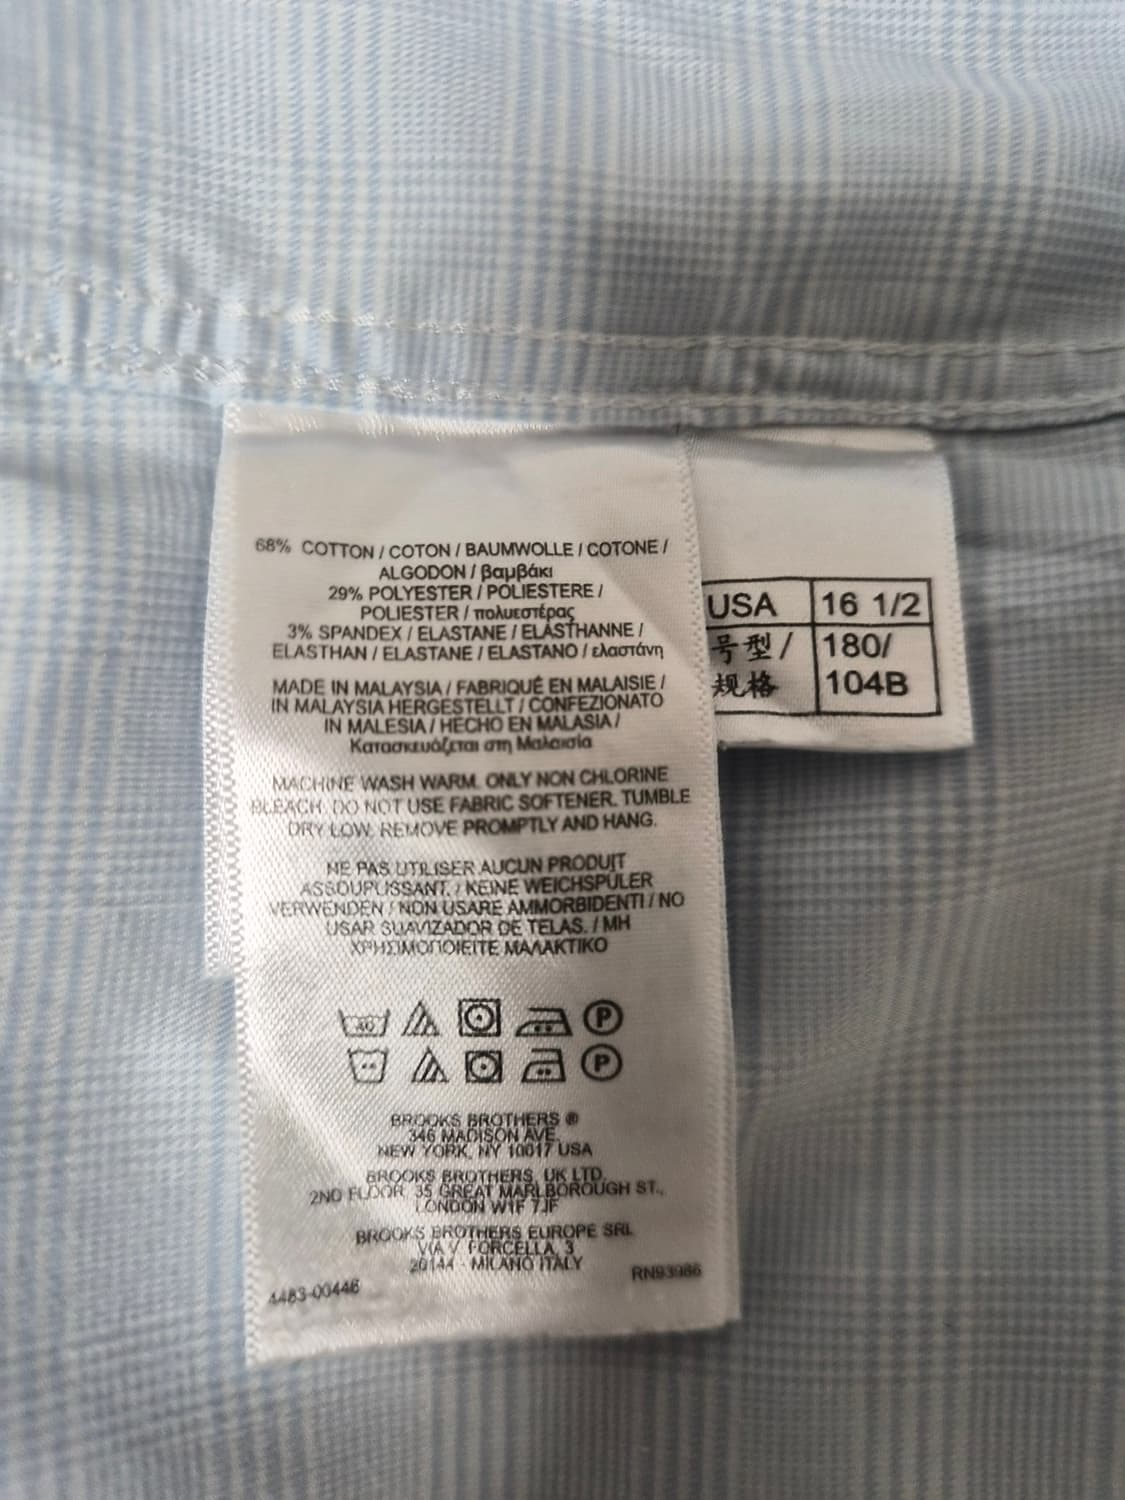 68% COTTON / COTON / BAUMWOLLE / COTONE /
ALGODON / βαμβάκι
29% POLYESTER / POLIESTERE /
POLIESTER / πολυεστέρας
3% SPANDEX / ELASTANE / ELASTHANNE /
ELASTHAN / ELASTANE / ELASTANO / ελαστάνη
MADE IN MALAYSIA / FABRIQUÉ EN MALAISIE /
IN MALAYSIA HERGESTELLT / CONFEZIONATO
IN MALESIA / HECHO EN MALASIA /
Κατασκευάζεται στη Μαλαισία
MACHINE WASH WARM. ONLY NON CHLORINE
BLEACH. DO NOT USE FABRIC SOFTENER. TUMBLE
DRY LOW. REMOVE PROMPTLY AND HANG.
NE PAS UTILISER AUCUN PRODUIT
ASSOUPLISSANT. / KEINE WEICHSPÜLER
VERWENDEN / NON USARE AMMORBIDENTI / NO
USAR SUAVIZADOR DE TELAS. / ΜΗ
ΧΡΗΣΙΜΟΠΟΙΕΙΤΕ ΜΑΛΑΚΤΙΚΟ
40 P
P
BROOKS BROTHERS ®
346 MADISON AVE.
NEW YORK, NY 10017 USA
BROOKS BROTHERS, UK LTD.
2ND FLOOR, 35 GREAT MARLBOROUGH ST.,
LONDON W1F 7JF
BROOKS BROTHERS EUROPE SRL
VIA V. FORCELLA, 3
20144 - MILANO ITALY
4483-00446
RN93986
USA 16 1/2
号型/ 180/
规格 104B